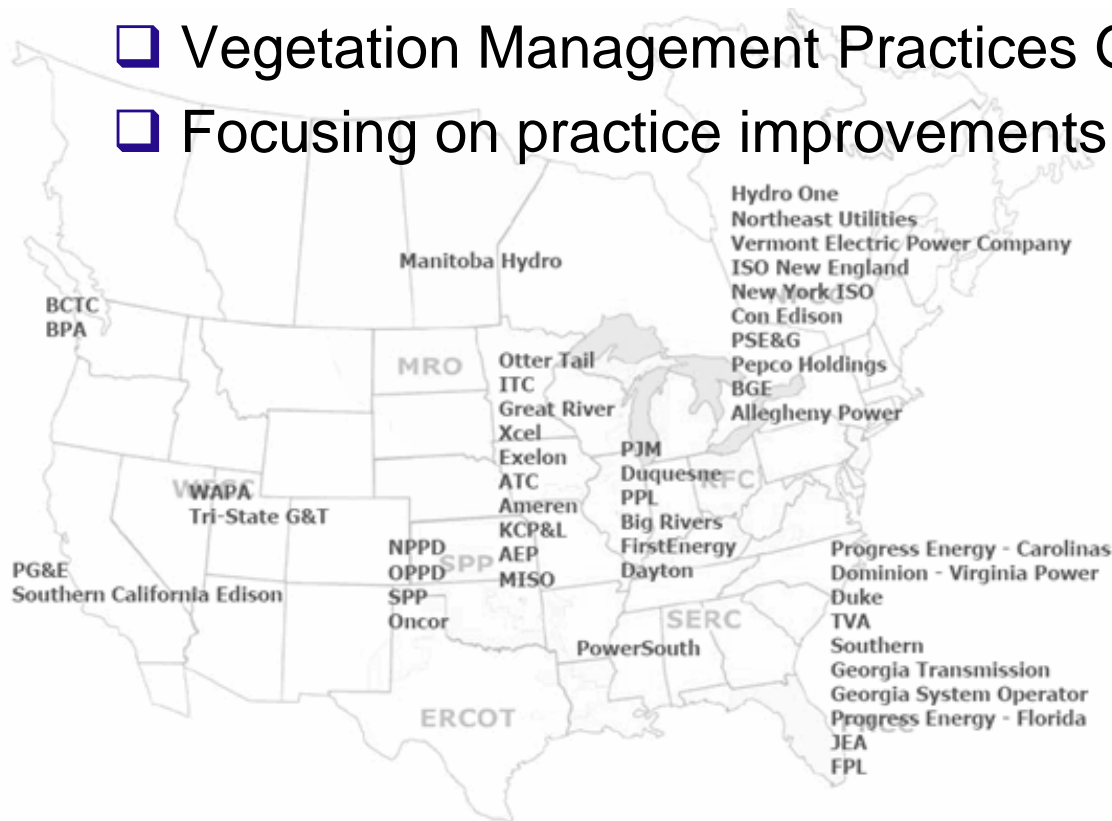 Vegetation Management Practices
Focusing on practice improvements
Hydro One
Northeast Utilities
Vermont Electric Power Company
ISO New England
New York ISO
Con Edison
PSE&G
Pepco Holdings
BGE
Allegheny Power
Manitoba Hydro
BCTC
BPA
MRO
Otter Tail
ITC
Great River
Xcel
Exelon
ATC
Ameren
KCP&L
AEP
MISO
PJM
Duquesne
PPL
Big Rivers
FirstEnergy
Dayton
RFC
WAPA
Tri-State G&T
NPPD
OPPD
SPP
Oncor
SPP
PG&E
Southern California Edison
Progress Energy - Carolinas
Dominion - Virginia Power
Duke
TVA
Southern
Georgia Transmission
Georgia System Operator
Progress Energy - Florida
JEA
FPL
SERC
PowerSouth
ERCOT